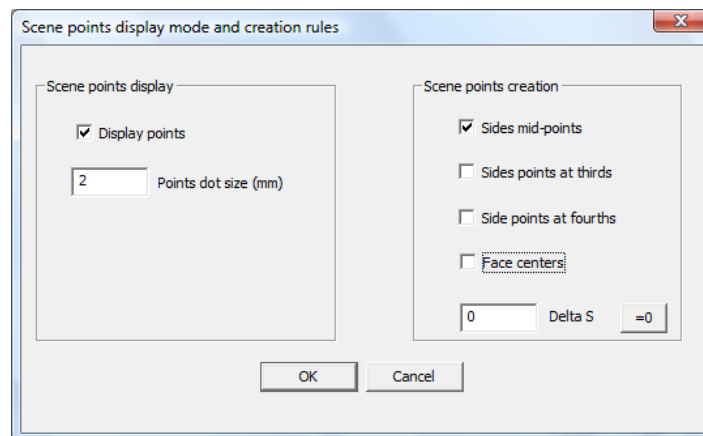 Scene points display mode and creation rules
Scene points display
Display points
2 Points dot size (mm)
Scene points creation
Sides mid-points
Sides points at thirds
Side points at fourths
Face centers
0 Delta S =0
OK Cancel